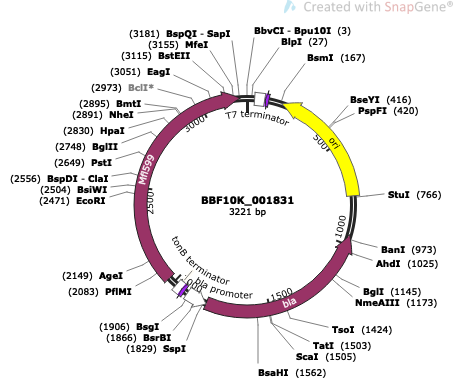 Created with SnapGene®
(3181) BspQI - SapI
(3155) MfeI
(3115) BstEII
(3051) EagI
(2973) BclI*
(2895) BmtI
(2891) NheI
(2830) HpaI
(2748) BglII
(2649) PstI
(2556) BspDI - ClaI
(2504) BsiWI
(2471) EcoRI
(2149) AgeI
(2083) PflMI
(1906) BsgI
(1866) BsrBI
(1829) SspI
BbvCI - Bpu10I (3)
BlpI (27)
BsmI (167)
BseYI (416)
PspFI (420)
StuI (766)
BanI (973)
AhdI (1025)
BglI (1145)
NmeAIII (1173)
TsoI (1424)
TatI (1503)
ScaI (1505)
BsaHI (1562)
T7 terminator
ori
500
1000
1500
2500
3000
Mfl599
BBF10K_001831
3221 bp
tonB terminator
bla promoter
bla